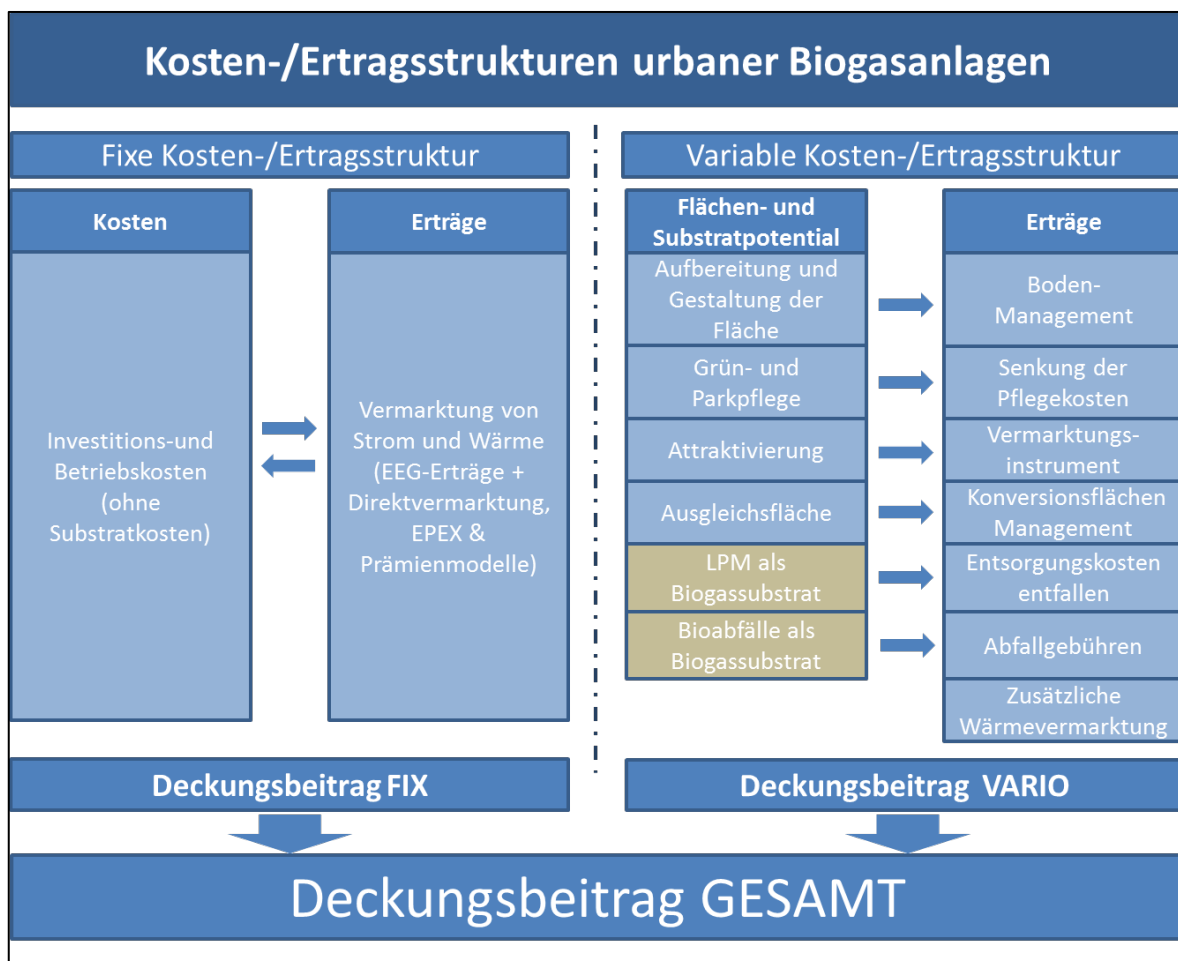 Kosten-/Ertragsstrukturen urbaner Biogasanlagen
Fixe Kosten-/Ertragsstruktur
Kosten
Erträge
Investitions-und
Betriebskosten
(ohne
Substratkosten)
Vermarktung von
Strom und Wärme
(EEG-Erträge +
Direktvermarktung,
EPEX &
Prämienmodelle)
Deckungsbeitrag FIX
Variable Kosten-/Ertragsstruktur
Flächen- und
Substratpotential
Erträge
Aufbereitung und
Gestaltung der
Fläche
Boden-
Management
Grün- und
Parkpflege
Senkung der
Pflegekosten
Attraktivierung
Vermarktungs-
instrument
Ausgleichsfläche
Konversionsflächen
Management
LPM als
Biogassubstrat
Entsorgungskosten
entfallen
Bioabfälle als
Biogassubstrat
Abfallgebühren
Zusätzliche
Wärmevermarktung
Deckungsbeitrag VARIO
Deckungsbeitrag GESAMT